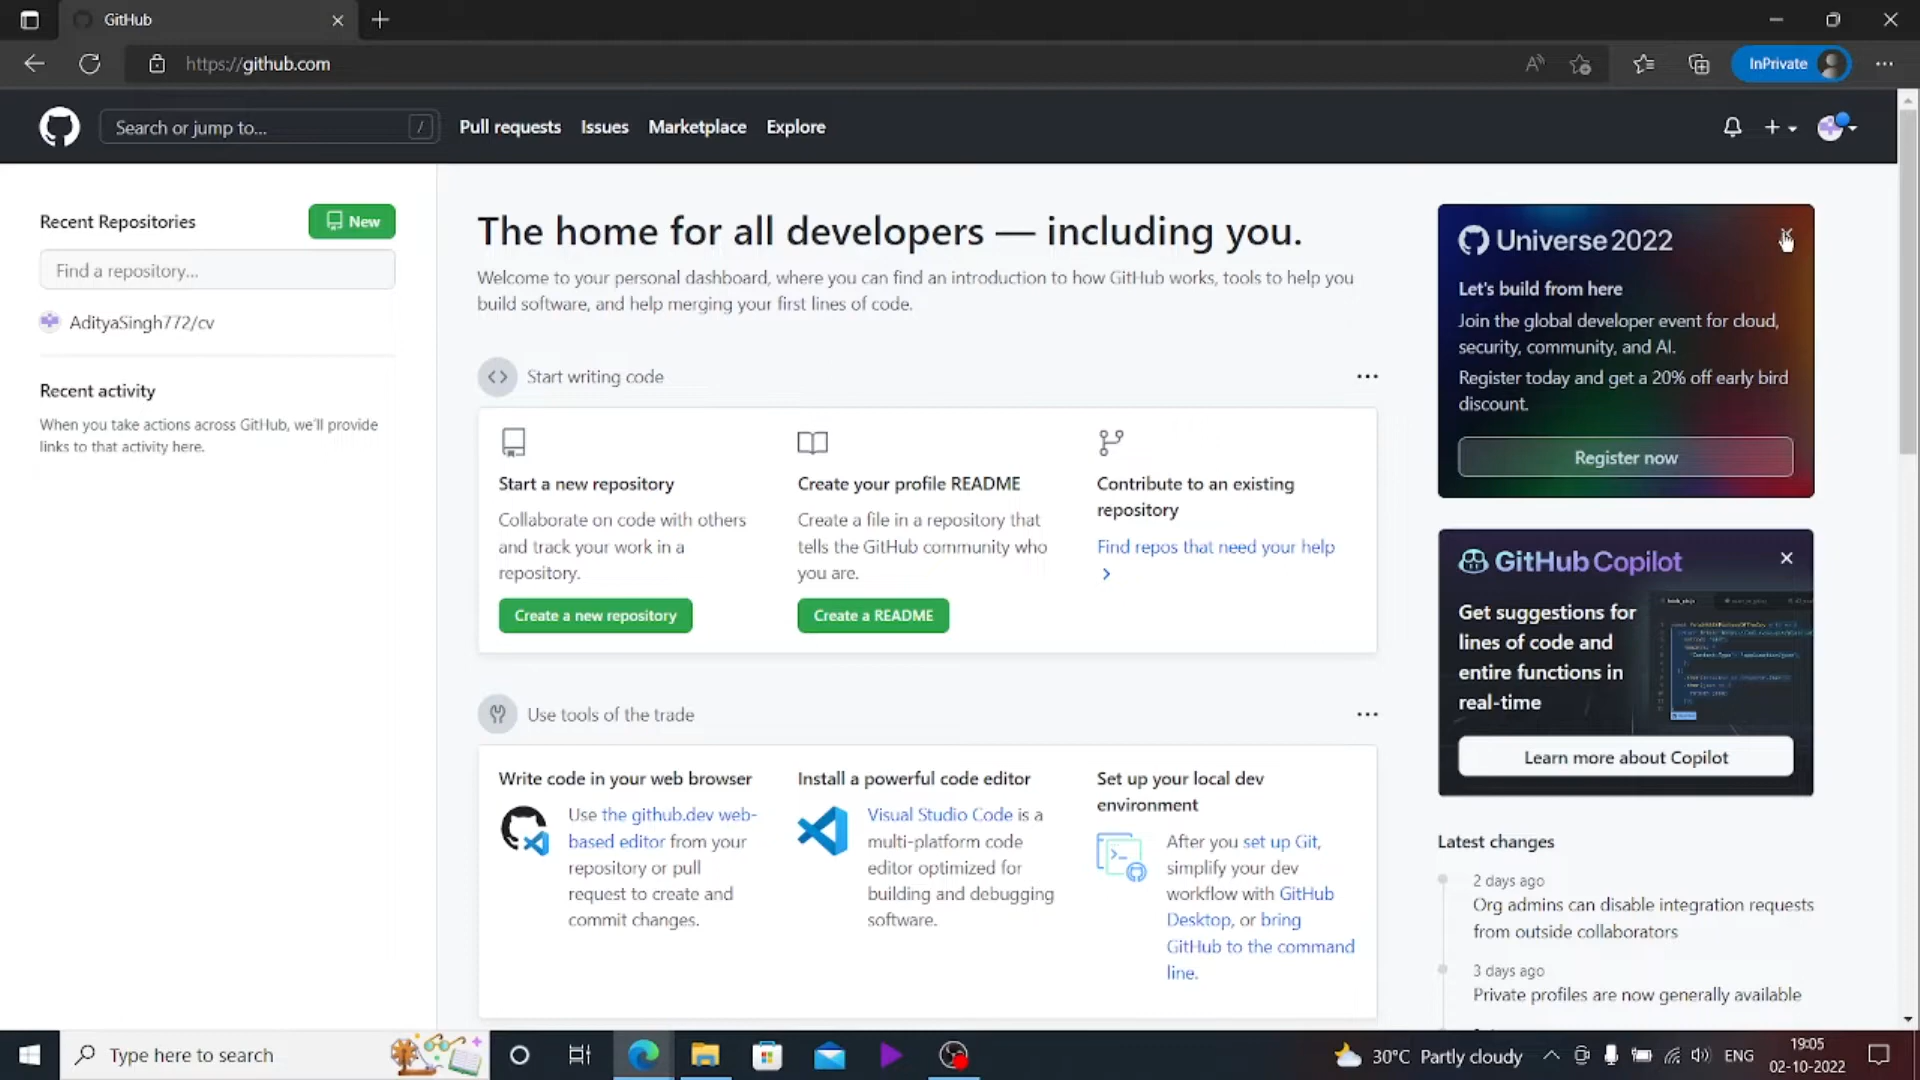 GitHub
https://github.com
InPrivate
Search or jump to...
/
Pull requests
Issues
Marketplace
Explore
Recent Repositories
New
Find a repository...
AdityaSingh772/cv
Recent activity
When you take actions across GitHub, we'll provide
links to that activity here.
The home for all developers — including you.
Welcome to your personal dashboard, where you can find an introduction to how GitHub works, tools to help you
build software, and help merging your first lines of code.
Start writing code
Start a new repository
Collaborate on code with others
and track your work in a
repository.
Create a new repository
Create your profile README
Create a file in a repository that
tells the GitHub community who
you are.
Create a README
Contribute to an existing
repository
Find repos that need your help
Use tools of the trade
Write code in your web browser
Use the github.dev web-
based editor from your
repository or pull
request to create and
commit changes.
Install a powerful code editor
Visual Studio Code is a
multi-platform code
editor optimized for
building and debugging
software.
Set up your local dev
environment
After you set up Git,
simplify your dev
workflow with GitHub
Desktop, or bring
GitHub to the command
line.
Universe 2022
Let's build from here
Join the global developer event for cloud,
security, community, and AI.
Register today and get a 20% off early bird
discount.
Register now
GitHub Copilot
Get suggestions for
lines of code and
entire functions in
real-time
Learn more about Copilot
Latest changes
2 days ago
Org admins can disable integration requests
from outside collaborators
3 days ago
Private profiles are now generally available
Type here to search
30°C Partly cloudy
ENG
19:05
02-10-2022